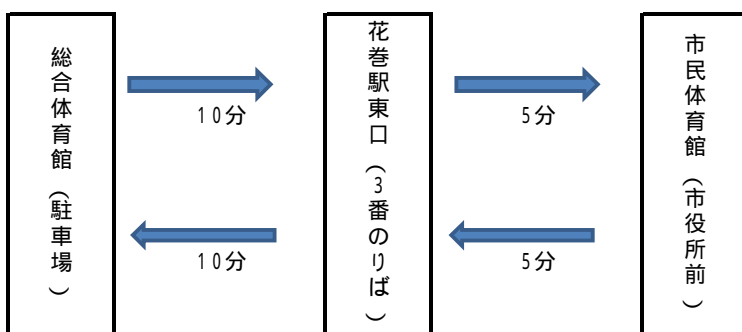 総合体育館（駐車場）
10分
10分
花巻駅東口（3番のりば）
5分
5分
市民体育館（市役所前）